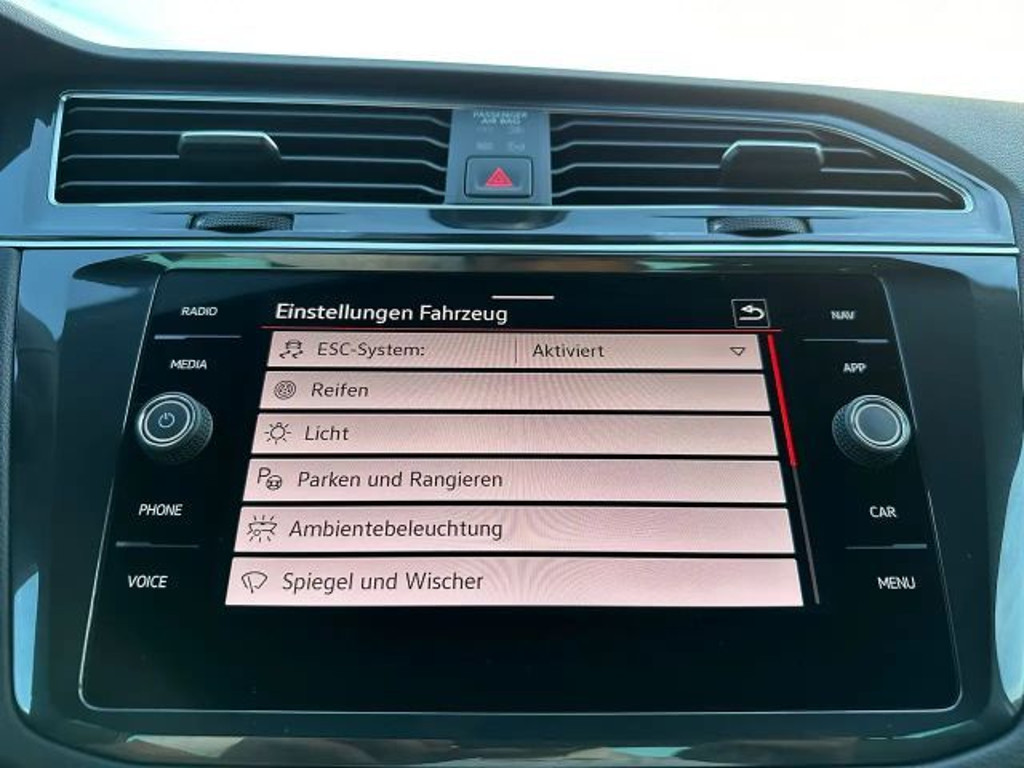 PASSENGER
AIR BAG
RADIO
MEDIA
PHONE
VOICE
Einstellungen Fahrzeug
ESC-System: Aktiviert
Reifen
Licht
Parken und Rangieren
Ambientebeleuchtung
Spiegel und Wischer
NAV
APP
CAR
MENU